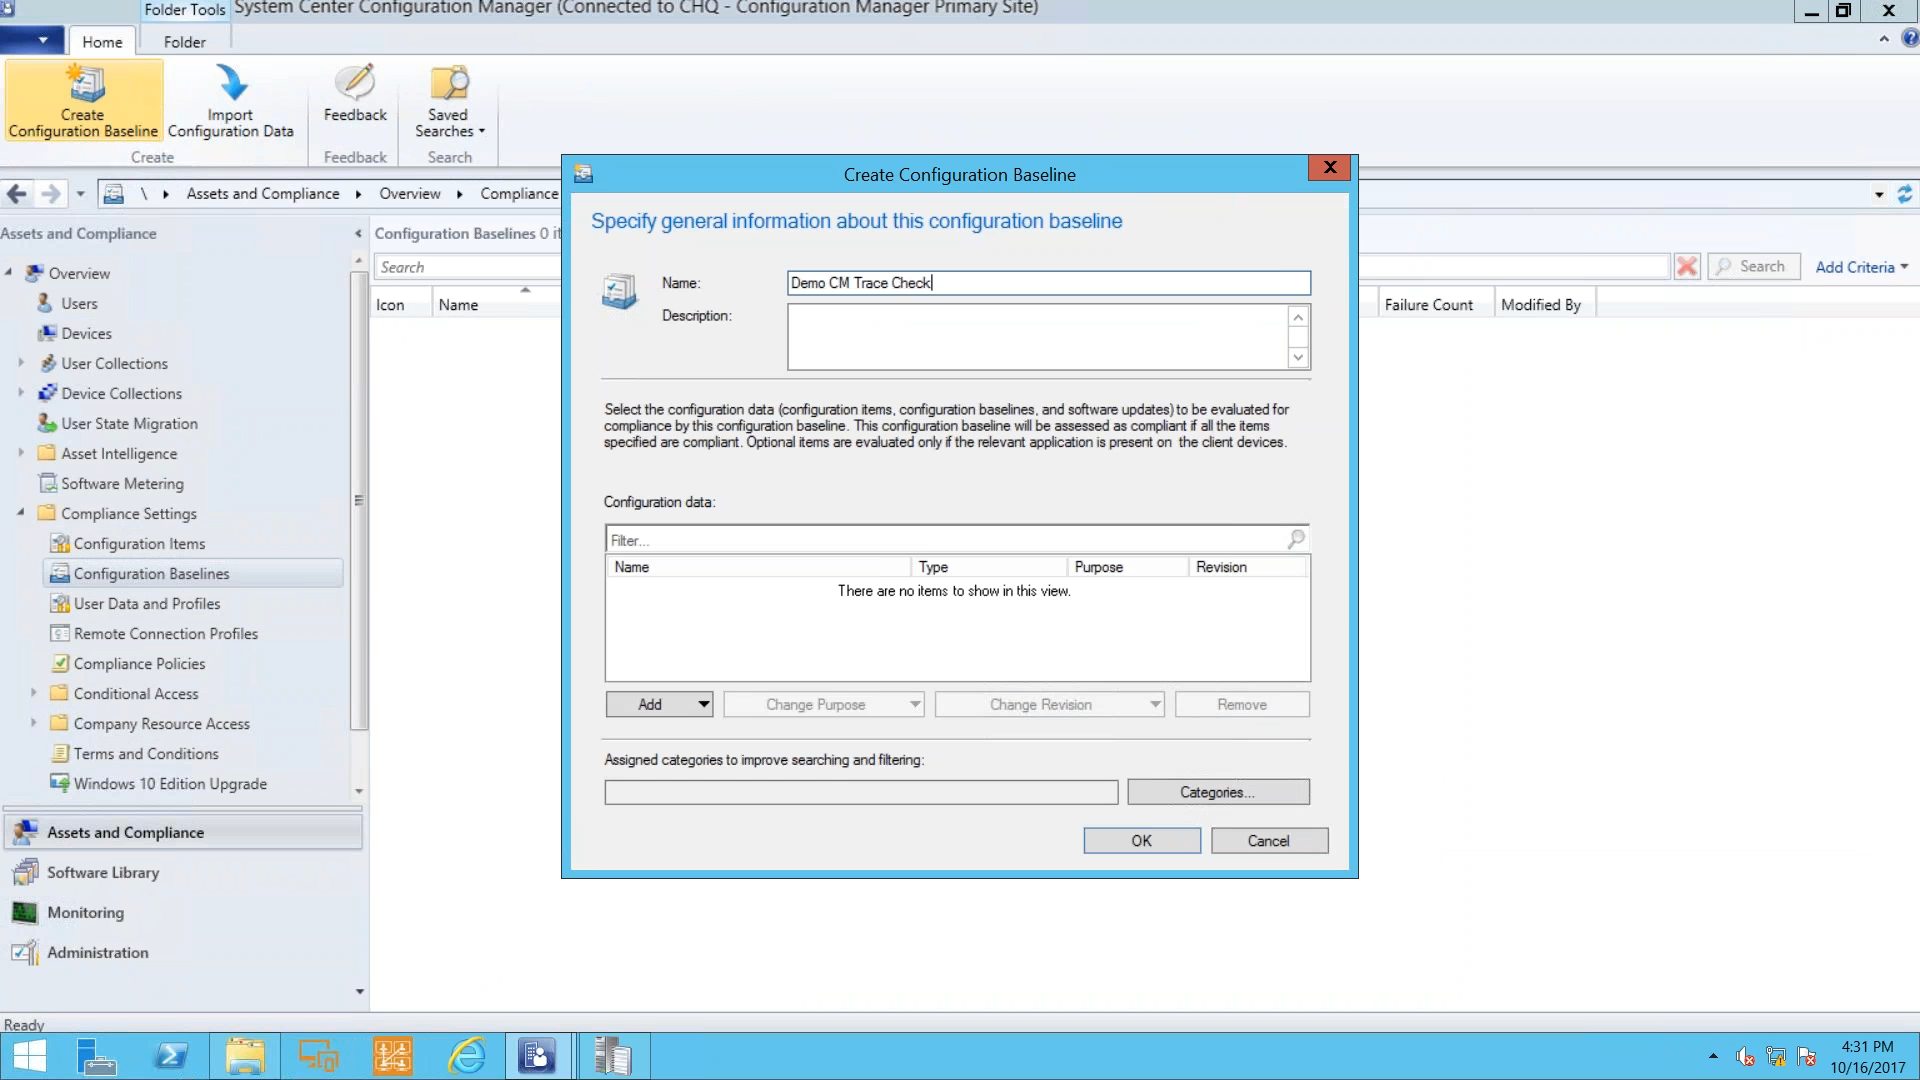 Folder Tools
System Center Configuration Manager (Connected to CHQ - Configuration Manager Primary Site)
Home
Folder
Create
Configuration Baseline
Import
Configuration Data
Feedback
Saved
Searches
Create
Feedback
Search
\
Assets and Compliance
Overview
Compliance
Assets and Compliance
Overview
Users
Devices
User Collections
Device Collections
User State Migration
Asset Intelligence
Software Metering
Compliance Settings
Configuration Items
Configuration Baselines
User Data and Profiles
Remote Connection Profiles
Compliance Policies
Conditional Access
Company Resource Access
Terms and Conditions
Windows 10 Edition Upgrade
Assets and Compliance
Software Library
Monitoring
Administration
Configuration Baselines 0 it
Search
Search
Add Criteria
Icon
Name
Failure Count
Modified By
Create Configuration Baseline
X
Specify general information about this configuration baseline
Name:
Demo CM Trace Check
Description:
Select the configuration data (configuration items, configuration baselines, and software updates) to be evaluated for
compliance by this configuration baseline. This configuration baseline will be assessed as compliant if all the items
specified are compliant. Optional items are evaluated only if the relevant application is present on the client devices.
Configuration data:
Filter...
Name
Type
Purpose
Revision
There are no items to show in this view.
Add
Change Purpose
Change Revision
Remove
Assigned categories to improve searching and filtering:
Categories...
OK
Cancel
Ready
4:31 PM
10/16/2017